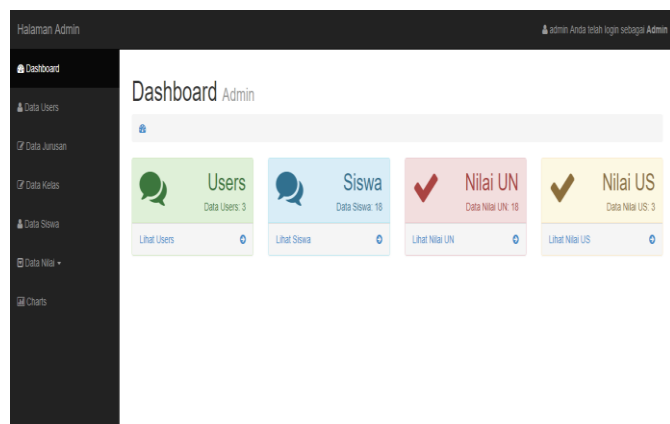 Halaman Admin
admin Anda telah login sebagai Admin
Dashboard
Data Users
Data Jurusan
Data Kelas
Data Siswa
Data Nilai
Charts
Dashboard Admin
Users
Data Users: 3
Lihat Users
Siswa
Data Siswa: 18
Lihat Siswa
Nilai UN
Data Nilai UN: 18
Lihat Nilai UN
Nilai US
Data Nilai US: 3
Lihat Nilai US